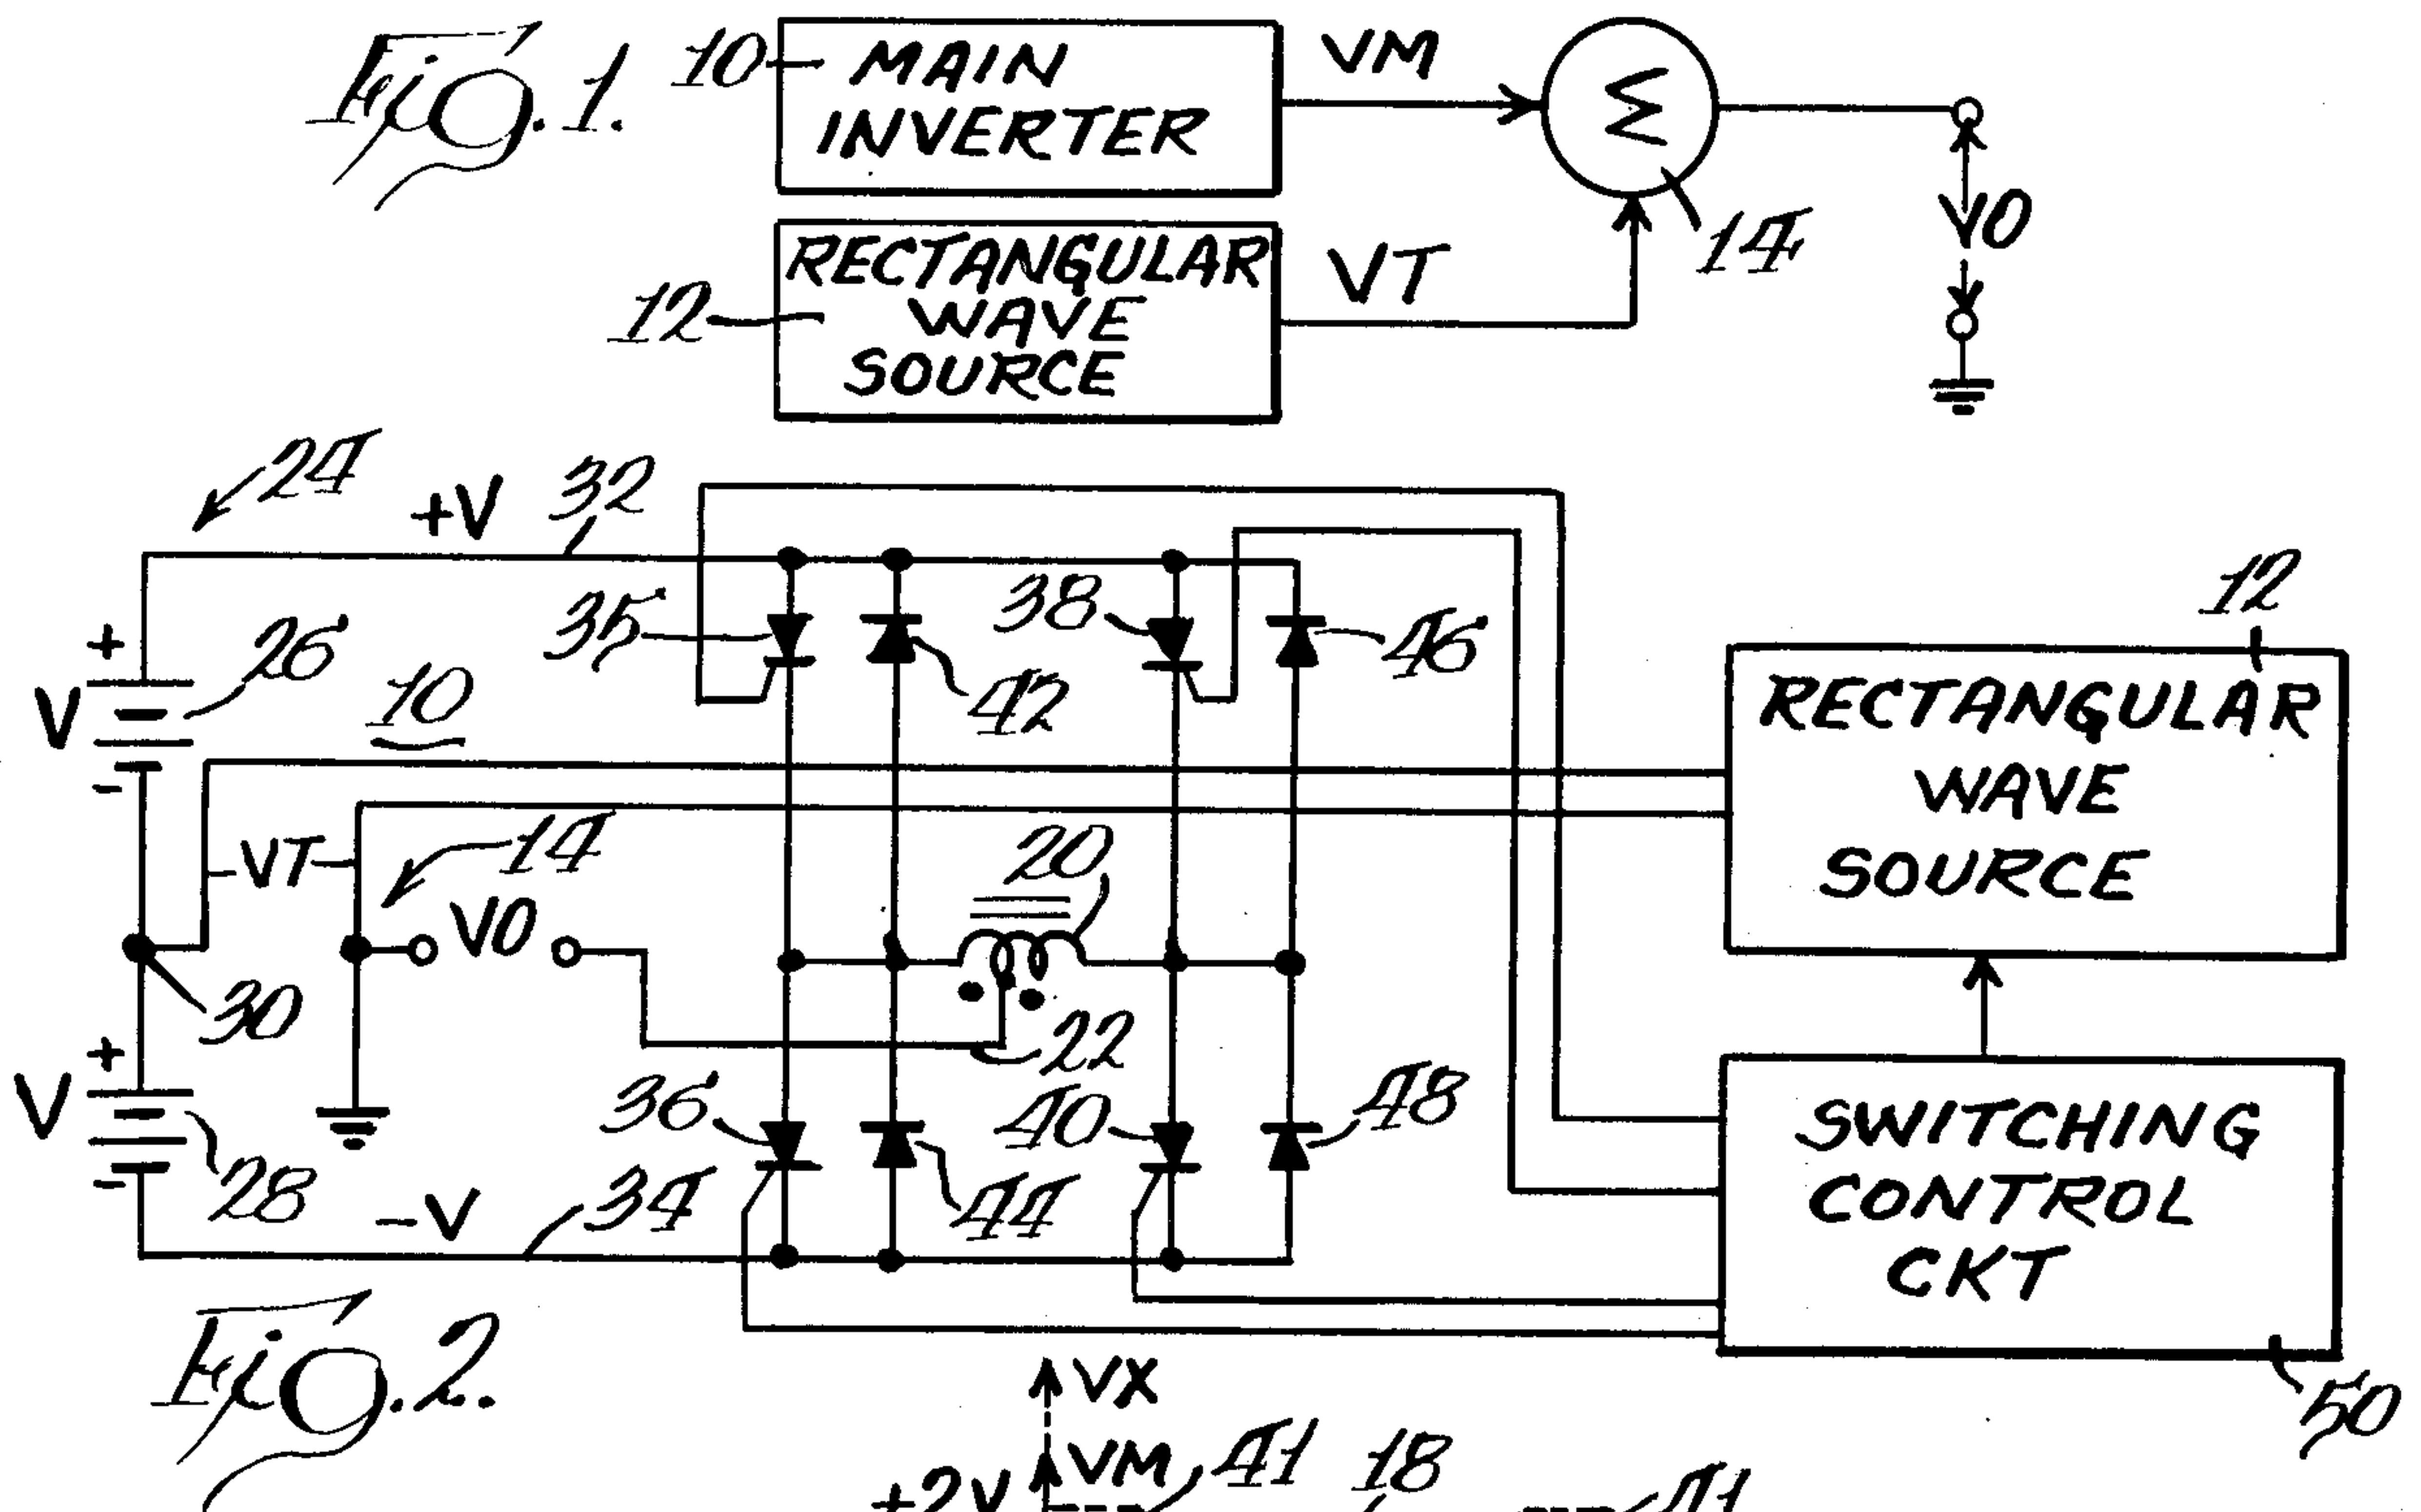 Fig. 1.
10
MAIN
INVERTER
VM
Σ
14
VO
12
RECTANGULAR
WAVE
SOURCE
VT
24
+V
32
35
42
38
46
12
+
V
26
-
10
RECTANGULAR
WAVE
SOURCE
VT
14
VO
20
30
22
+
V
28
-
36
44
40
48
-V
34
SWITCHING
CONTROL
CKT
50
Fig. 2.
VX
VM
41
18
+2V
41